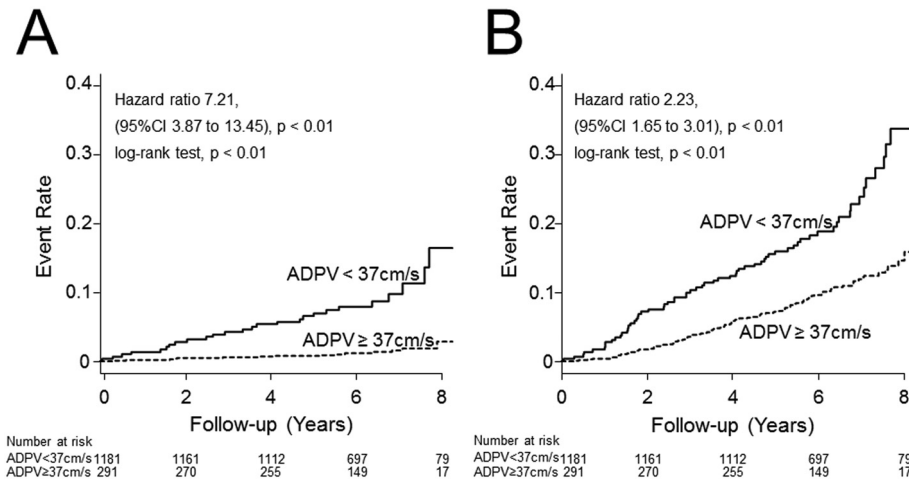 A
0.4
0.3
0.2
0.1
0
Event Rate
Hazard ratio 7.21,
(95%CI 3.87 to 13.45), p < 0.01
log-rank test, p < 0.01
ADPV < 37cm/s
ADPV ≥ 37cm/s
0 2 4 6 8
Follow-up (Years)
Number at risk
ADPV<37cm/s 1181 1161 1112 697 79
ADPV≥37cm/s 291 270 255 149 17
B
0.4
0.3
0.2
0.1
0
Event Rate
Hazard ratio 2.23,
(95%CI 1.65 to 3.01), p < 0.01
log-rank test, p < 0.01
ADPV < 37cm/s
ADPV ≥ 37cm/s
0 2 4 6 8
Follow-up (Years)
Number at risk
ADPV<37cm/s 1181 1161 1112 697 79
ADPV≥37cm/s 291 270 255 149 17